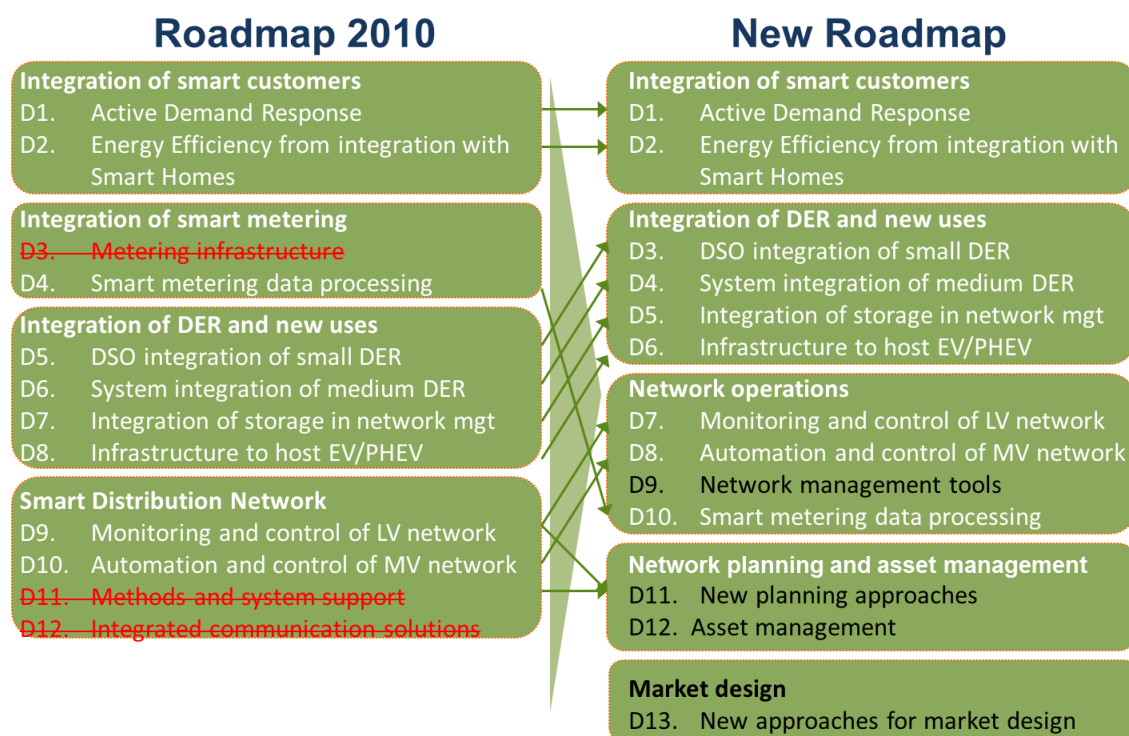 Roadmap 2010
Integration of smart customers
D1. Active Demand Response
D2. Energy Efficiency from integration with
Smart Homes
Integration of smart metering
D3. Metering infrastructure
D4. Smart metering data processing
Integration of DER and new uses
D5. DSO integration of small DER
D6. System integration of medium DER
D7. Integration of storage in network mgt
D8. Infrastructure to host EV/PHEV
Smart Distribution Network
D9. Monitoring and control of LV network
D10. Automation and control of MV network
D11. Methods and system support
D12. Integrated communication solutions
New Roadmap
Integration of smart customers
D1. Active Demand Response
D2. Energy Efficiency from integration with
Smart Homes
Integration of DER and new uses
D3. DSO integration of small DER
D4. System integration of medium DER
D5. Integration of storage in network mgt
D6. Infrastructure to host EV/PHEV
Network operations
D7. Monitoring and control of LV network
D8. Automation and control of MV network
D9. Network management tools
D10. Smart metering data processing
Network planning and asset management
D11. New planning approaches
D12. Asset management
Market design
D13. New approaches for market design